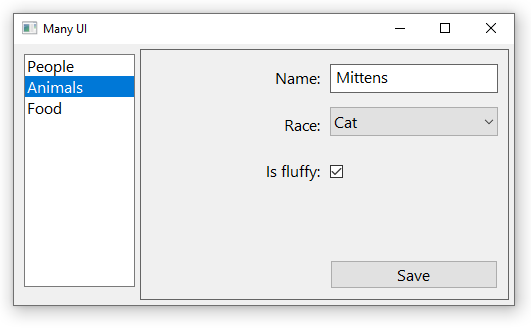 Many UI
People
Animals
Food
Name: Mittens
Race: Cat
Is fluffy:
Save